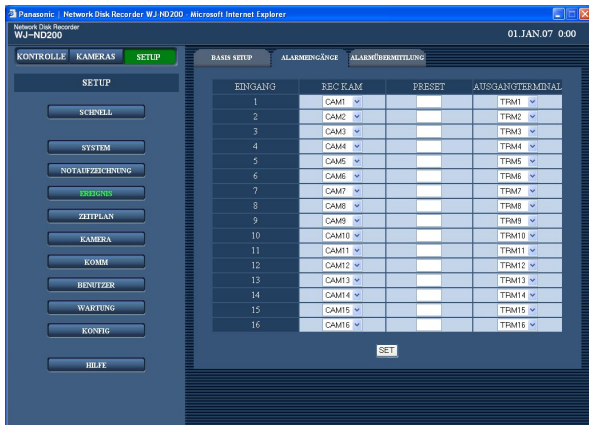 Panasonic | Network Disk Recorder WJ-ND200 - Microsoft Internet Explorer
Network Disk Recorder
WJ-ND200
01.JAN.07 0:00
KONTROLLE KAMERAS SETUP
BASIS SETUP ALARMEINGÄNGE ALARMÜBERMITTLUNG
SETUP
SCHNELL
SYSTEM
NOTAUFZEICHNUNG
EREIGNIS
ZEITPLAN
KAMERA
KOMM
BENUTZER
WARTUNG
KONFIG
HILFE
EINGANG REC KAM PRESET AUSGANGTERMINAL
1 CAM1 TRM1
2 CAM2 TRM2
3 CAM3 TRM3
4 CAM4 TRM4
5 CAM5 TRM5
6 CAM6 TRM6
7 CAM7 TRM7
8 CAM8 TRM8
9 CAM9 TRM9
10 CAM10 TRM10
11 CAM11 TRM11
12 CAM12 TRM12
13 CAM13 TRM13
14 CAM14 TRM14
15 CAM15 TRM15
16 CAM16 TRM16
SET